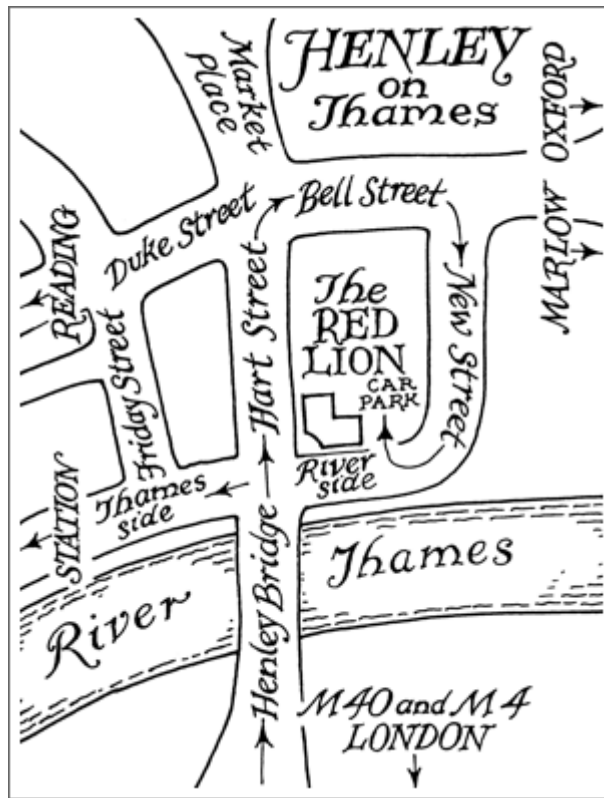 HENLEY
on
Thames
Market
Place
OXFORD
MARLOW
Bell Street
Duke Street
READING
Hart Street
The
RED
LION
CAR
PARK
New Street
Friday Street
River
side
Thames
side
STATION
River Thames
Henley Bridge
M40 and M4
LONDON